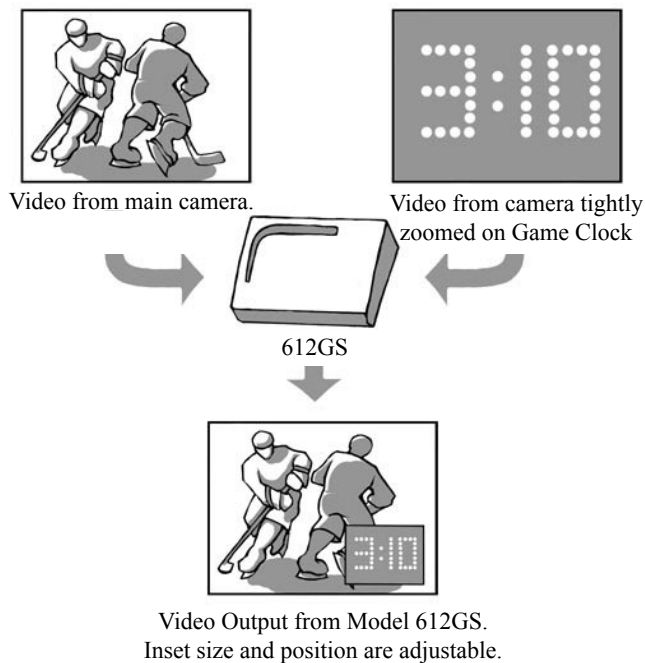 3:10
Video from main camera.
Video from camera tightly
zoomed on Game Clock
612GS
3:10
Video Output from Model 612GS.
Inset size and position are adjustable.